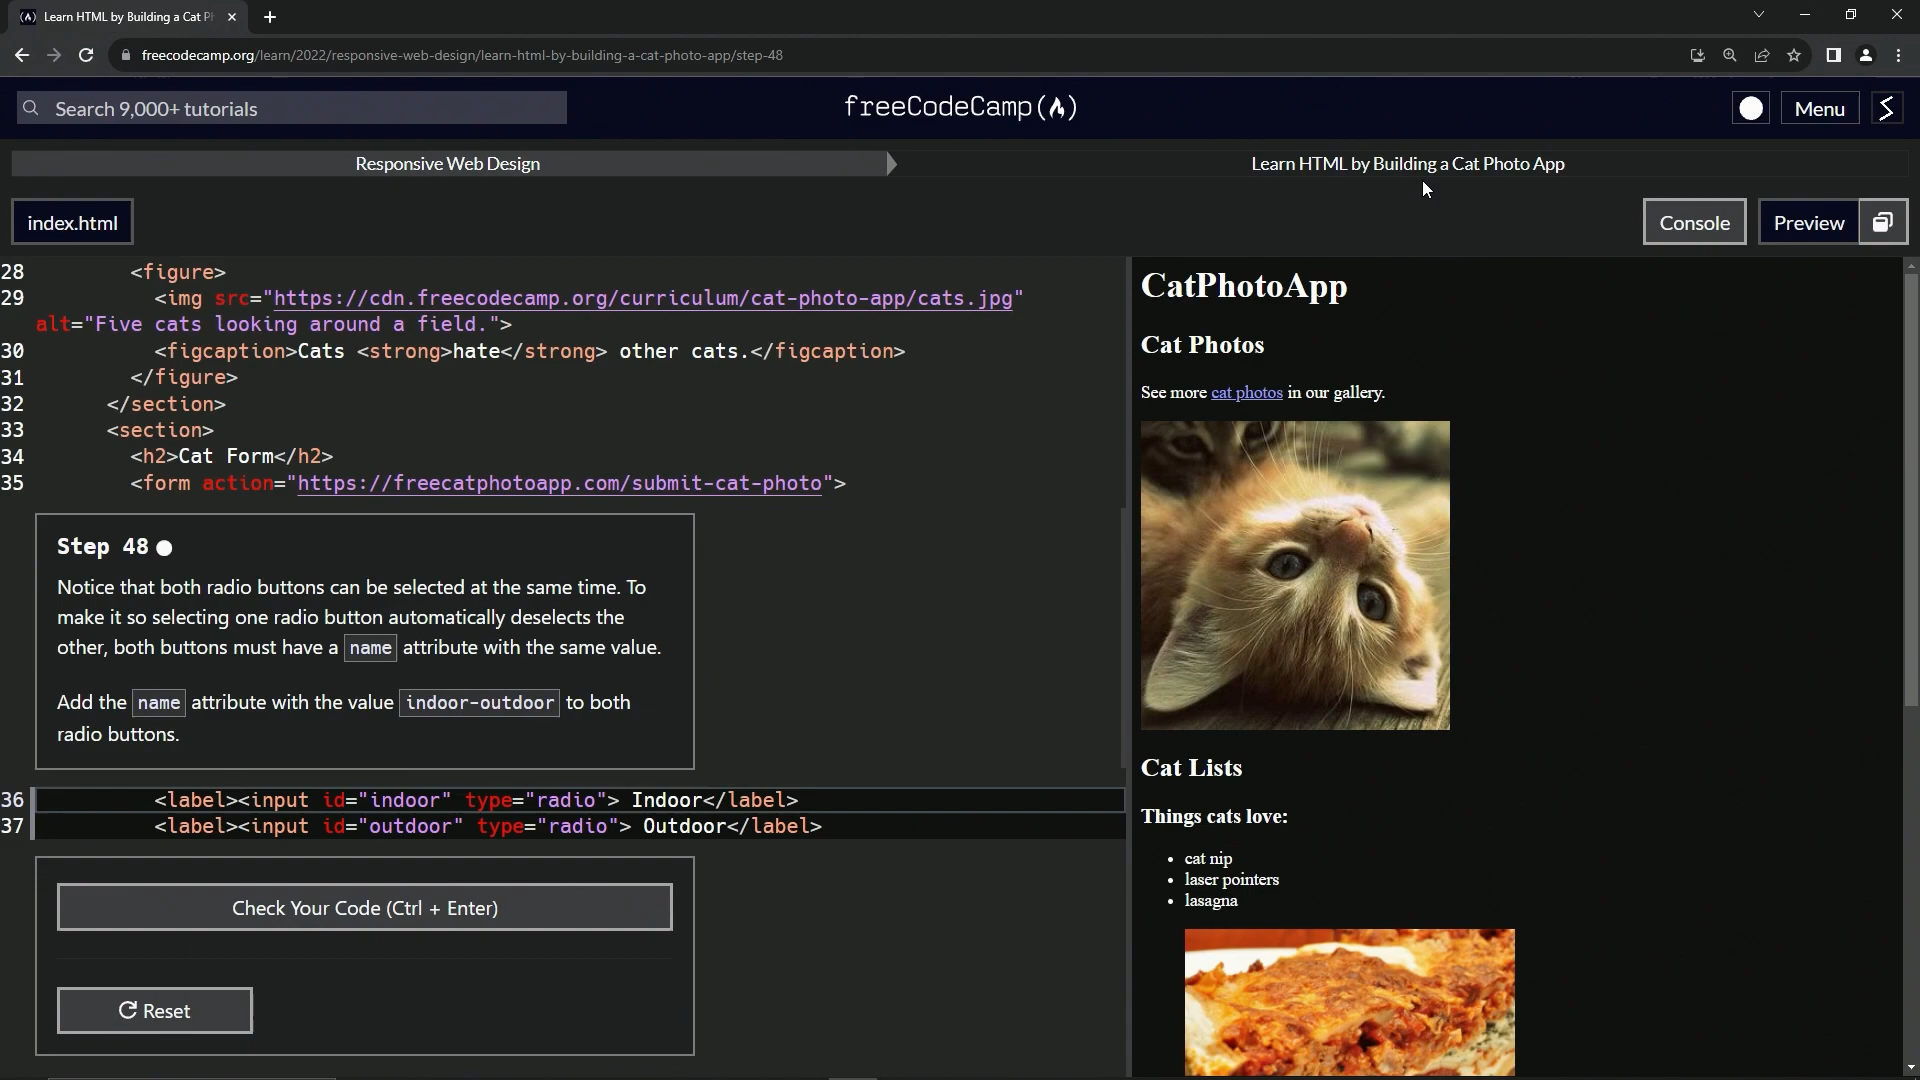 Learn HTML by Building a Cat P
freecodecamp.org/learn/2022/responsive-web-design/learn-html-by-building-a-cat-photo-app/step-48
Search 9,000+ tutorials
freeCodeCamp
Menu
Responsive Web Design
Learn HTML by Building a Cat Photo App
index.html
Console
Preview
28 <figure>
29 <img src="https://cdn.freecodecamp.org/curriculum/cat-photo-app/cats.jpg"
alt="Five cats looking around a field.">
30 <figcaption>Cats <strong>hate</strong> other cats.</figcaption>
31 </figure>
32 </section>
33 <section>
34 <h2>Cat Form</h2>
35 <form action="https://freecatphotoapp.com/submit-cat-photo">
Step 48
Notice that both radio buttons can be selected at the same time. To
make it so selecting one radio button automatically deselects the
other, both buttons must have a name attribute with the same value.
Add the name attribute with the value indoor-outdoor to both
radio buttons.
36 <label><input id="indoor" type="radio"> Indoor</label>
37 <label><input id="outdoor" type="radio"> Outdoor</label>
Check Your Code (Ctrl + Enter)
Reset
CatPhotoApp
Cat Photos
See more cat photos in our gallery.
Cat Lists
Things cats love:
• cat nip
• laser pointers
• lasagna